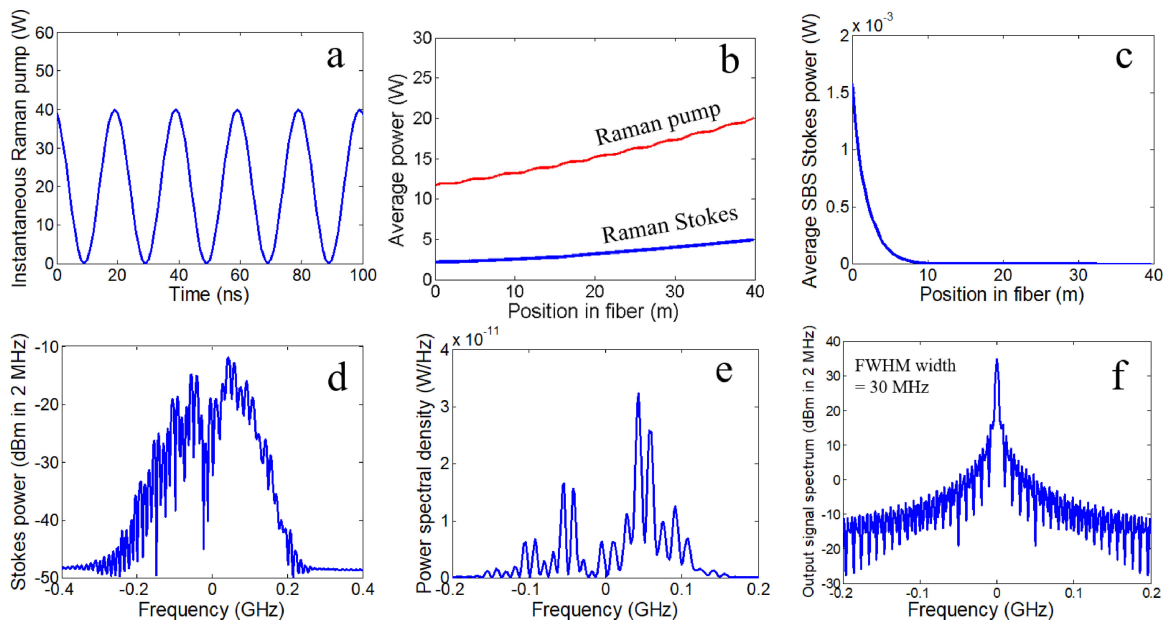 Instantaneous Raman pump (W)
60
50
40
30
20
10
0
a
0 20 40 60 80 100
Time (ns)
Average power (W)
30
25
20
15
10
5
0
b
Raman pump
Raman Stokes
0 10 20 30 40
Position in fiber (m)
Average SBS Stokes power (W)
x 10⁻³
2
1.5
1
0.5
0
c
0 10 20 30 40
Position in fiber (m)
Stokes power (dBm in 2 MHz)
-10
-20
-30
-40
-50
d
-0.4 -0.2 0 0.2 0.4
Frequency (GHz)
Power spectral density (W/Hz)
x 10⁻¹¹
4
3
2
1
0
e
-0.2 -0.1 0 0.1 0.2
Frequency (GHz)
Output signal spectrum (dBm in 2 MHz)
40
30
20
10
0
-10
-20
-30
FWHM width
= 30 MHz
f
-0.2 -0.1 0 0.1 0.2
Frequency (GHz)